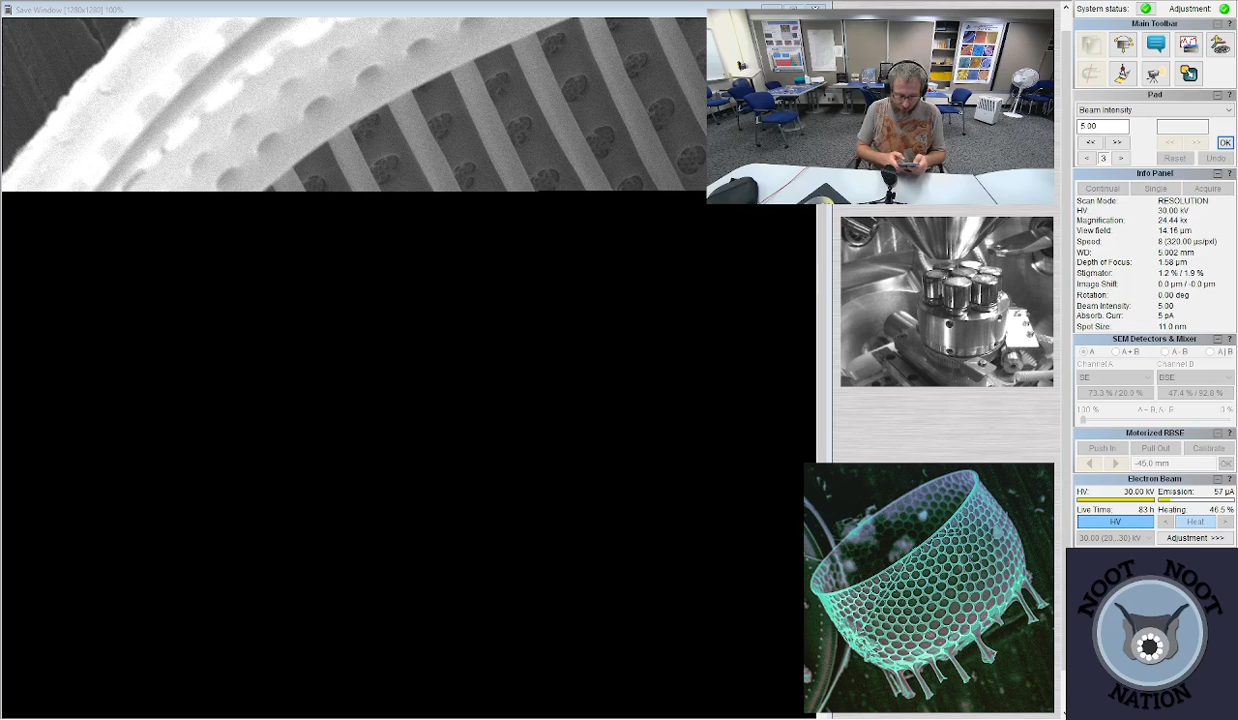 Save Window [1280x1280] 100%
System status: Adjustment:
Main Toolbar
Pad
Beam Intensity
5.00
<< >> << >> OK
< 3 > Reset Undo
Info Panel
Continual Single Acquire
Scan Mode: RESOLUTION
HV: 30.00 kV
Magnification: 24.44 kx
View field: 14.16 µm
Speed: 8 (320.00 µs/pxl)
WD: 5.002 mm
Depth of Focus: 1.58 µm
Stigmator: 1.2 % / 1.9 %
Image Shift: 0.0 µm / -0.0 µm
Rotation: 0.00 deg
Beam Intensity: 5.00
Absorb. Curr: 5 pA
Spot Size: 11.0 nm
SEM Detectors & Mixer
A A + B A - B A | B
Channel A Channel B
SE BSE
73.3 % / 20.0 % 47.4 % / 92.8 %
100 % A + B, A - B 0 %
Motorized RBSE
Push In Pull Out Calibrate
-45.0 mm OK
Electron Beam
HV: 30.00 kV Emission: 57 µA
Live Time: 83 h Heating: 46.5 %
HV < Heat >
30.00 (20...30) kV Adjustment >>>
NOOT NOOT
NATION